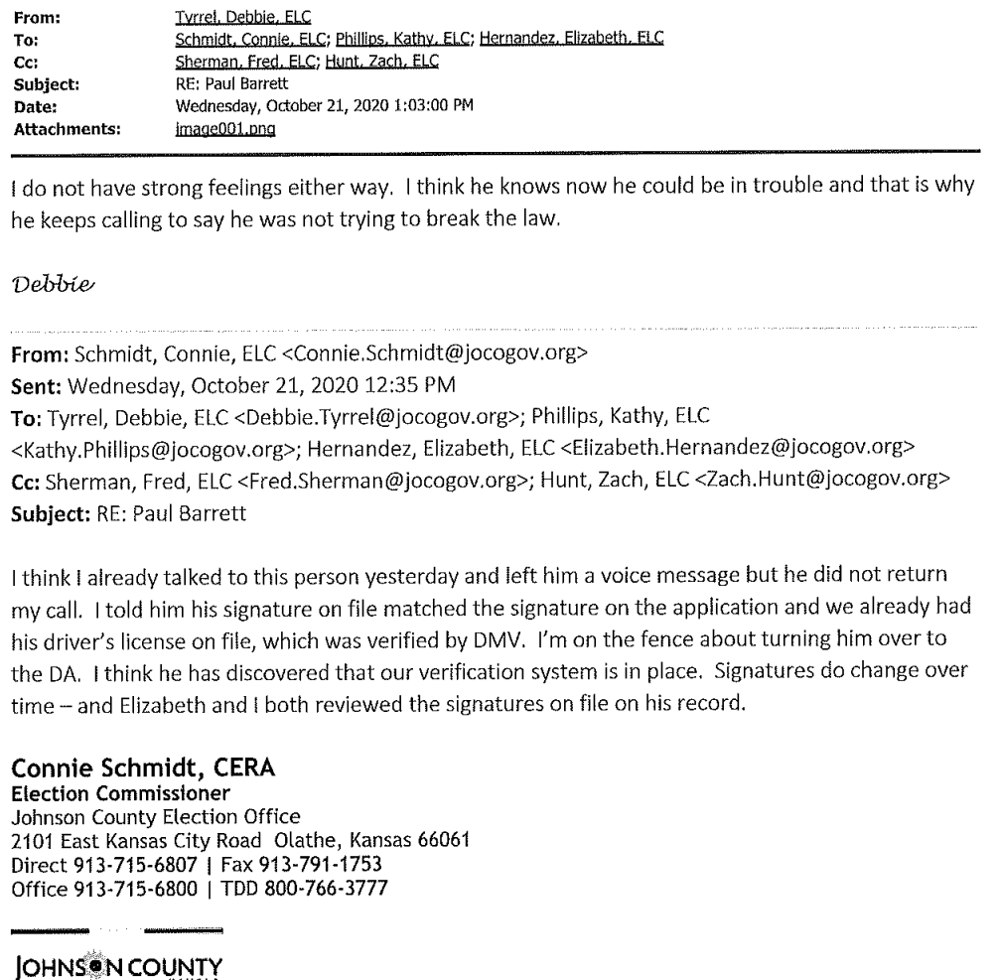 From: Tyrrel, Debbie, ELC
To: Schmidt, Connie, ELC; Phillips, Kathy, ELC; Hernandez, Elizabeth, ELC
Cc: Sherman, Fred, ELC; Hunt, Zach, ELC
Subject: RE: Paul Barrett
Date: Wednesday, October 21, 2020 1:03:00 PM
Attachments: image001.png
I do not have strong feelings either way. I think he knows now he could be in trouble and that is why
he keeps calling to say he was not trying to break the law.
Debbie
From: Schmidt, Connie, ELC <Connie.Schmidt@jocogov.org>
Sent: Wednesday, October 21, 2020 12:35 PM
To: Tyrrel, Debbie, ELC <Debbie.Tyrrel@jocogov.org>; Phillips, Kathy, ELC
<Kathy.Phillips@jocogov.org>; Hernandez, Elizabeth, ELC <Elizabeth.Hernandez@jocogov.org>
Cc: Sherman, Fred, ELC <Fred.Sherman@jocogov.org>; Hunt, Zach, ELC <Zach.Hunt@jocogov.org>
Subject: RE: Paul Barrett
I think I already talked to this person yesterday and left him a voice message but he did not return
my call. I told him his signature on file matched the signature on the application and we already had
his driver's license on file, which was verified by DMV. I'm on the fence about turning him over to
the DA. I think he has discovered that our verification system is in place. Signatures do change over
time – and Elizabeth and I both reviewed the signatures on file on his record.
Connie Schmidt, CERA
Election Commissioner
Johnson County Election Office
2101 East Kansas City Road Olathe, Kansas 66061
Direct 913-715-6807 | Fax 913-791-1753
Office 913-715-6800 | TDD 800-766-3777
JOHNSON COUNTY